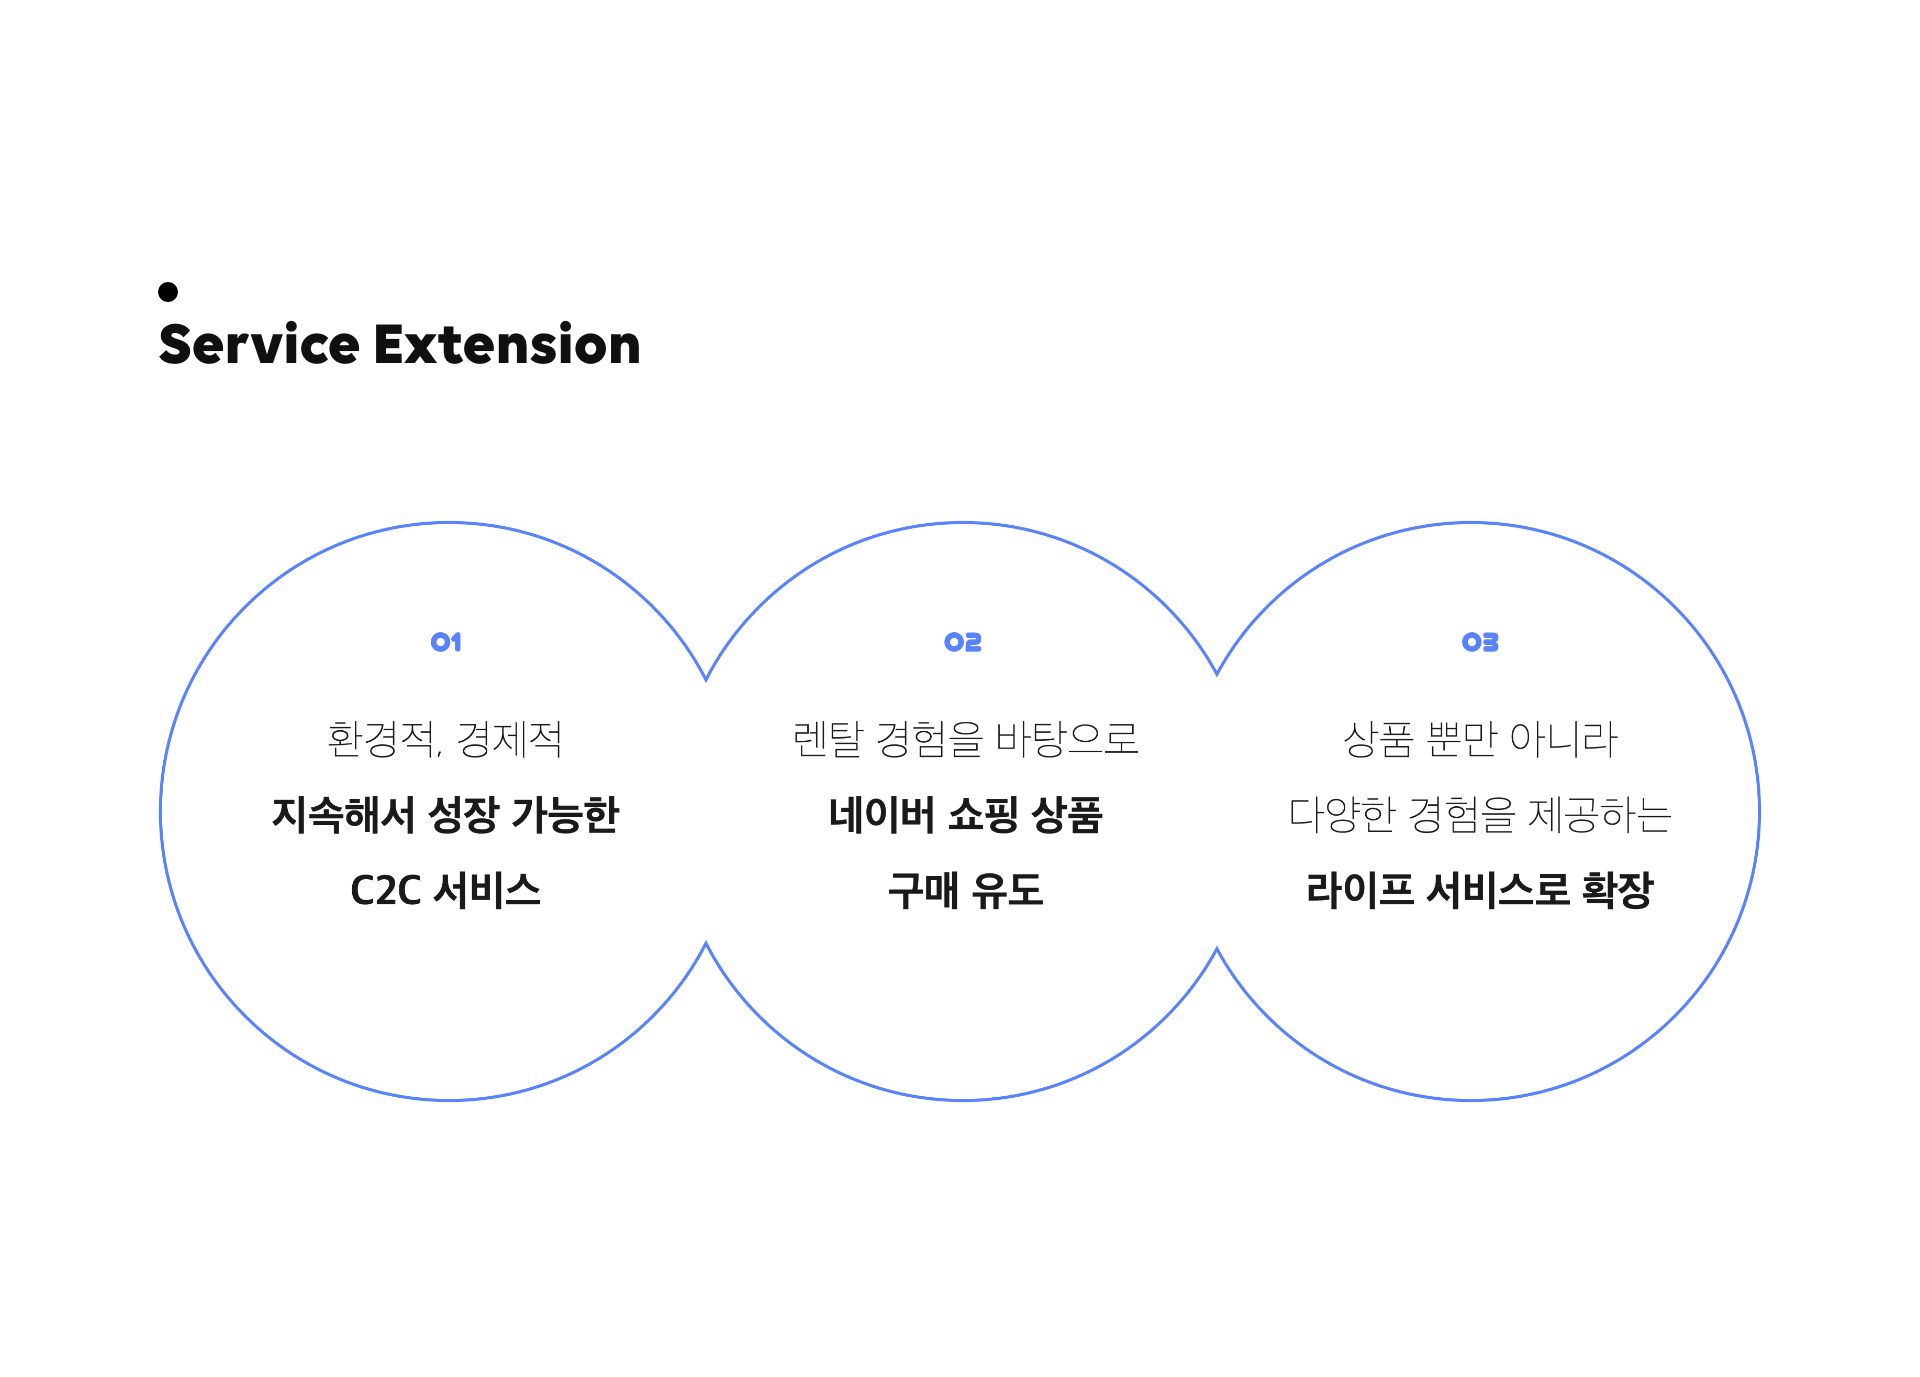 Service Extension
01
환경적, 경제적
지속해서 성장 가능한
C2C 서비스
02
렌탈 경험을 바탕으로
네이버 쇼핑 상품
구매 유도
03
상품 뿐만 아니라
다양한 경험을 제공하는
라이프 서비스로 확장